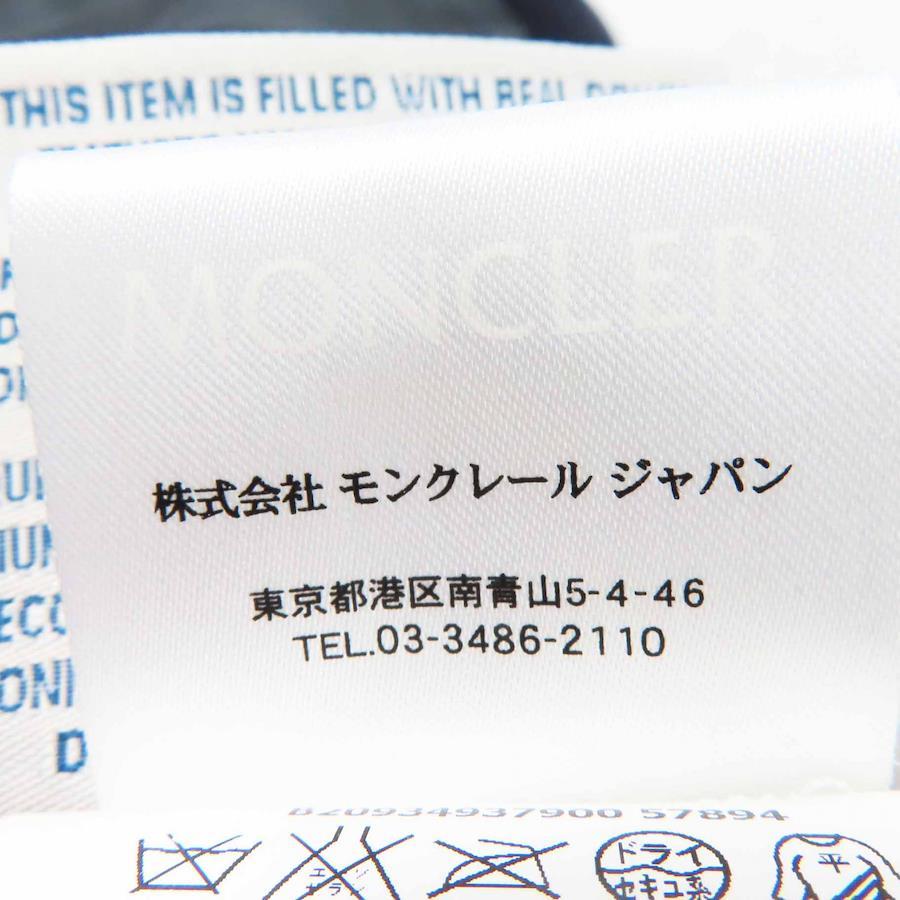 THIS ITEM IS FILLED WITH REAL
MONCLER
株式会社 モンクレール ジャパン
東京都港区南青山5-4-46
TEL.03-3486-2110
820934937900 57894
ドライ
セキユ系
平